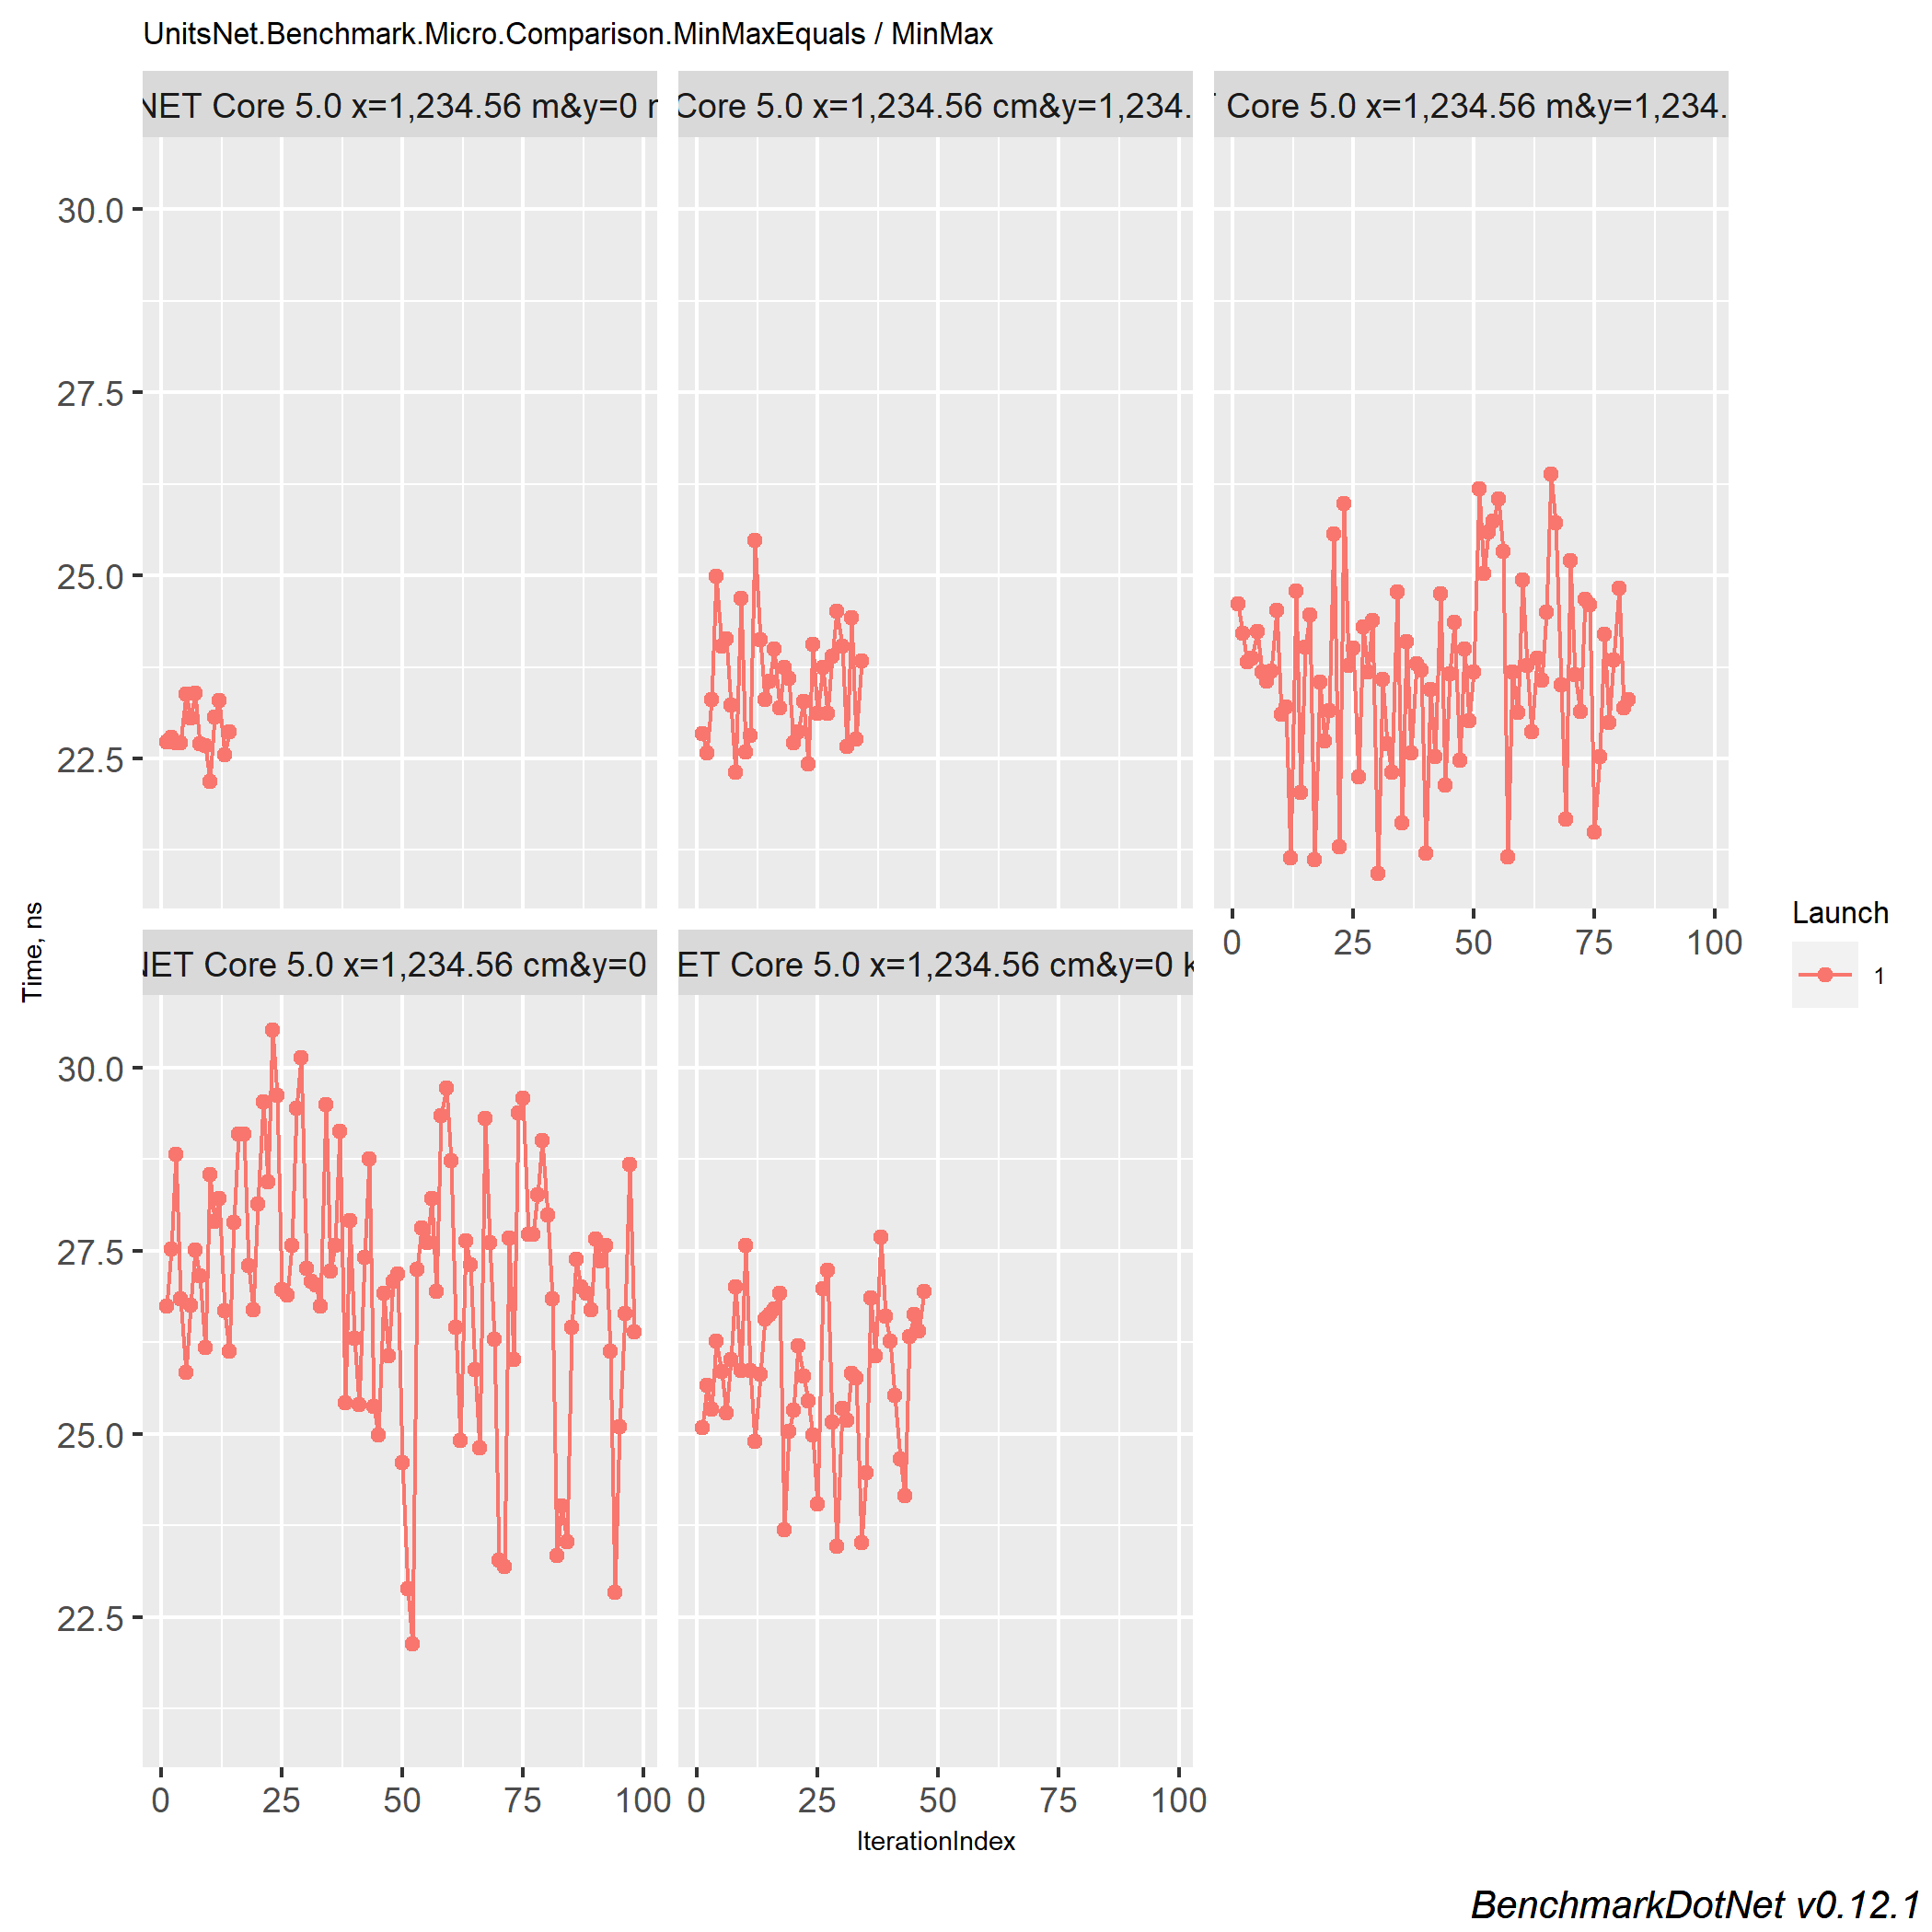 UnitsNet.Benchmark.Micro.Comparison.MinMaxEquals / MinMax
NET Core 5.0 x=1,234.56 m&y=0
Core 5.0 x=1,234.56 cm&y=1,234.
Core 5.0 x=1,234.56 m&y=1,234.
30.0
27.5
25.0
22.5
0 25 50 75 100
Time, ns
Launch
1
NET Core 5.0 x=1,234.56 cm&y=0
ET Core 5.0 x=1,234.56 cm&y=0 k
30.0
27.5
25.0
22.5
0 25 50 75 100 0 25 50 75 100
IterationIndex
BenchmarkDotNet v0.12.1